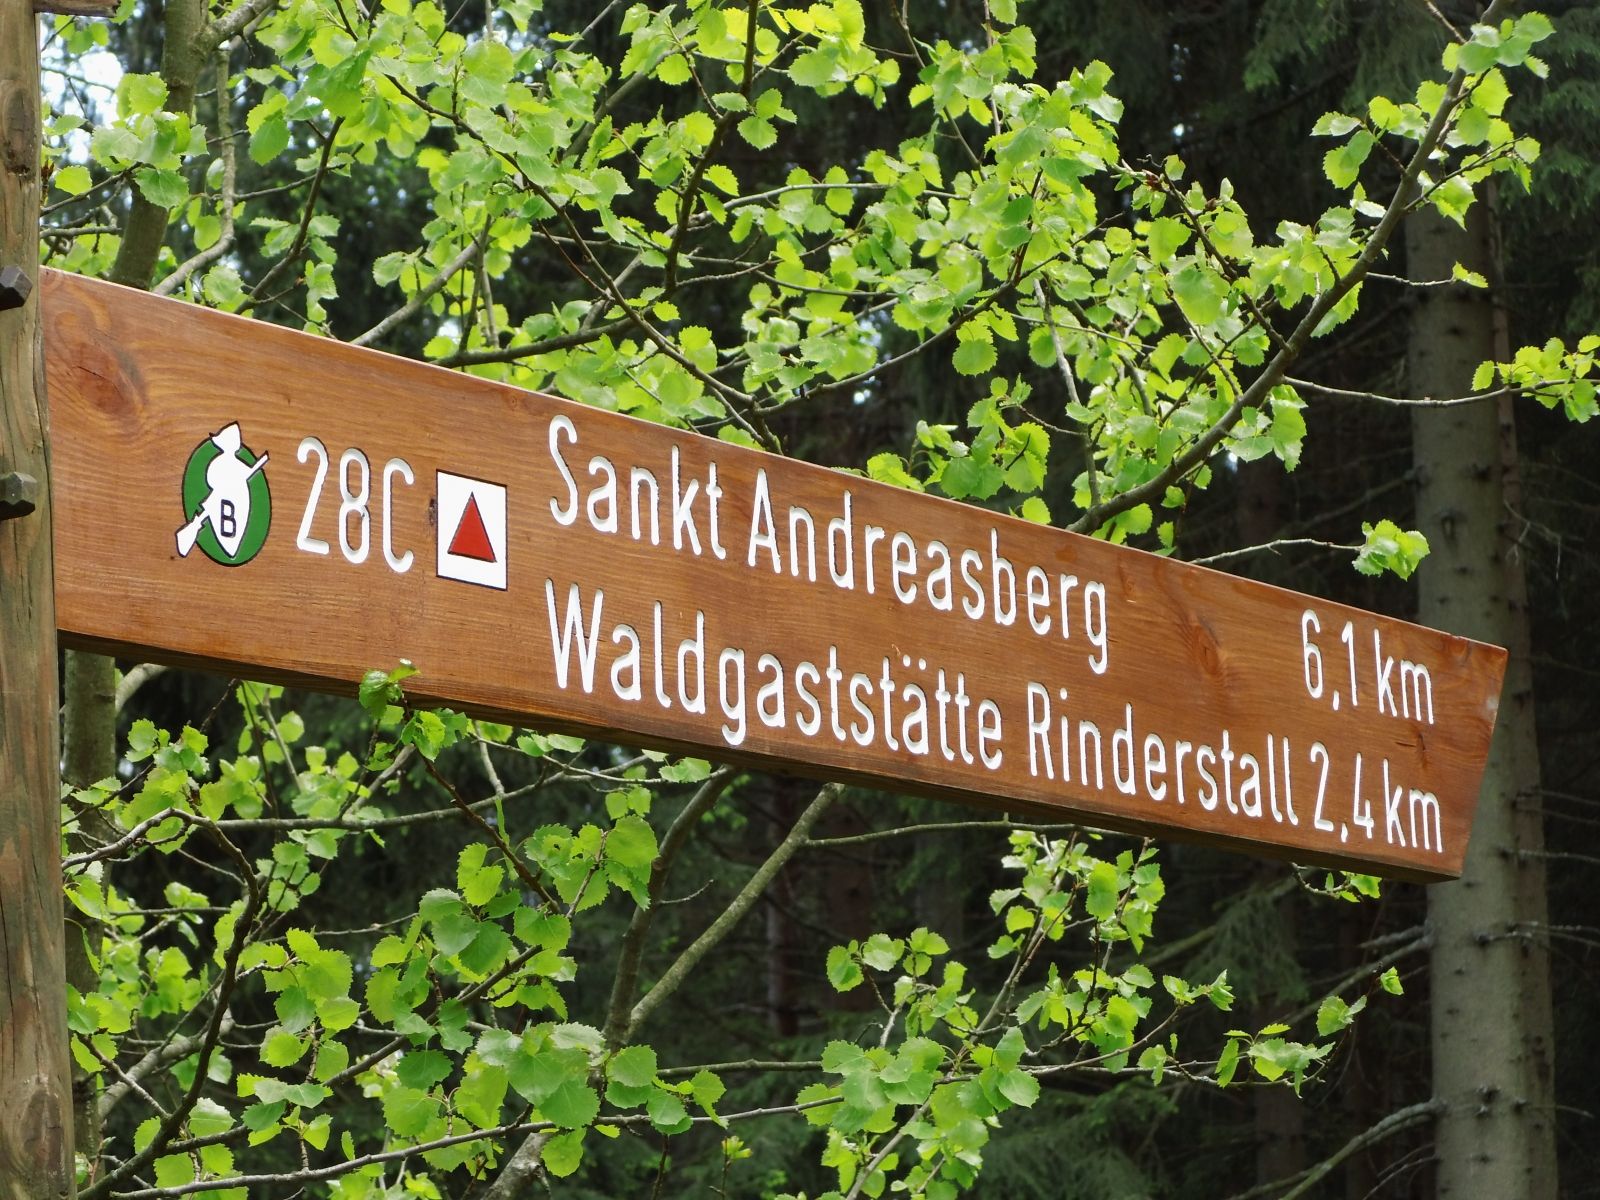 B 28C
Sankt Andreasberg 6,1 km
Waldgaststätte Rinderstall 2,4 km